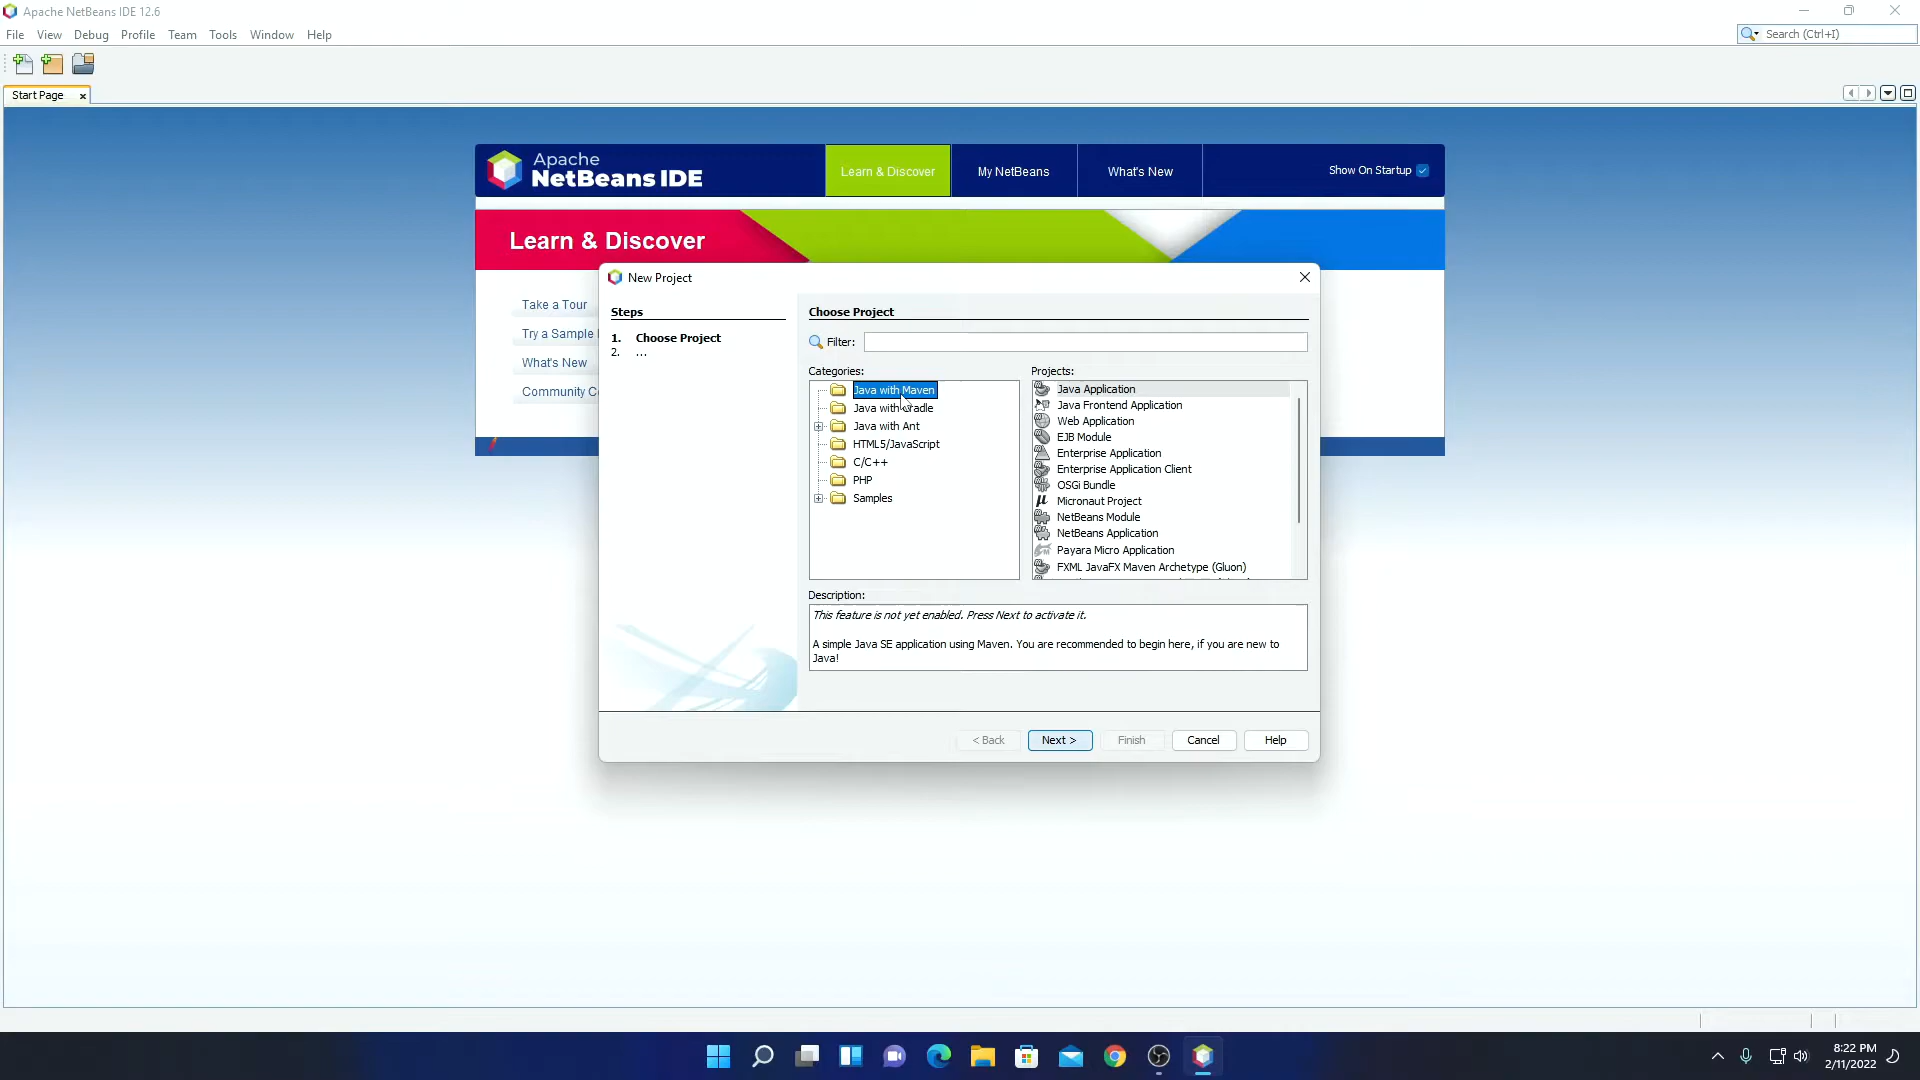 Apache NetBeans IDE 12.6
File View Debug Profile Team Tools Window Help
Search (Ctrl+I)
Start Page
Apache
NetBeans IDE
Learn & Discover
My NetBeans
What's New
Show On Startup
Learn & Discover
Take a Tour
Try a Sample
What's New
Community
New Project
Steps
1. Choose Project
2. ...
Choose Project
Filter:
Categories:
Java with Maven
Java with Gradle
Java with Ant
HTML5/JavaScript
C/C++
PHP
Samples
Projects:
Java Application
Java Frontend Application
Web Application
EJB Module
Enterprise Application
Enterprise Application Client
OSGi Bundle
Micronaut Project
NetBeans Module
NetBeans Application
Payara Micro Application
FXML JavaFX Maven Archetype (Gluon)
Description:
This feature is not yet enabled. Press Next to activate it.
A simple Java SE application using Maven. You are recommended to begin here, if you are new to
Java!
< Back
Next >
Finish
Cancel
Help
8:22 PM
2/11/2022